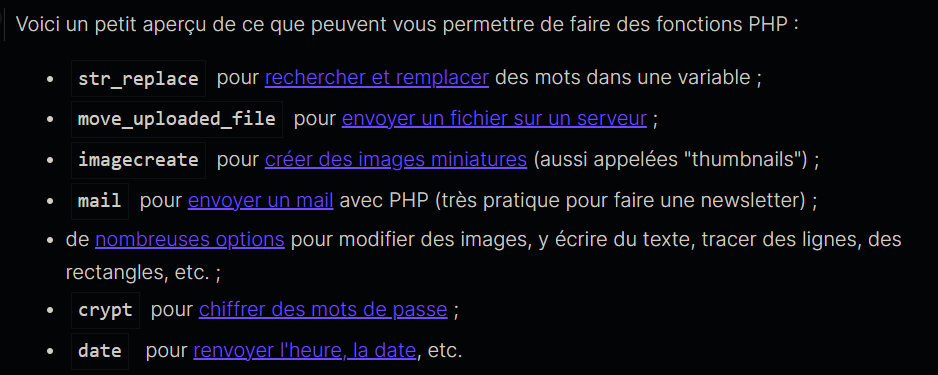 Voici un petit aperçu de ce que peuvent vous permettre de faire des fonctions PHP :
• str_replace pour rechercher et remplacer des mots dans une variable ;
• move_uploaded_file pour envoyer un fichier sur un serveur ;
• imagecreate pour créer des images miniatures (aussi appelées "thumbnails") ;
• mail pour envoyer un mail avec PHP (très pratique pour faire une newsletter) ;
• de nombreuses options pour modifier des images, y écrire du texte, tracer des lignes, des
rectangles, etc. ;
• crypt pour chiffrer des mots de passe ;
• date pour renvoyer l'heure, la date, etc.